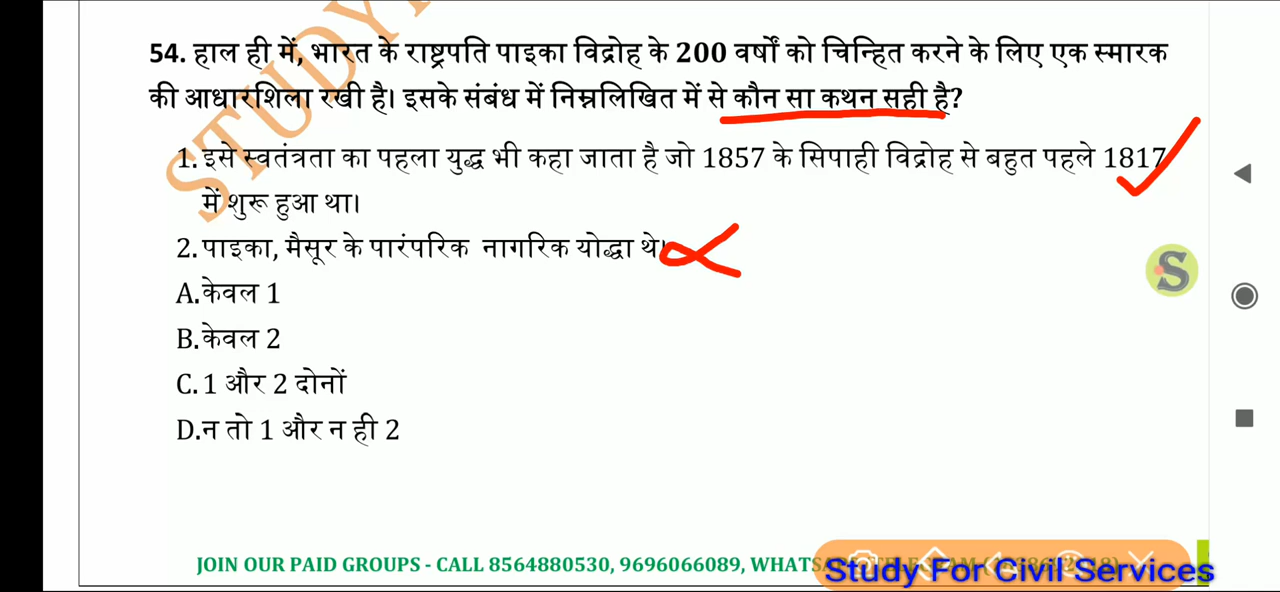 54. हाल ही में, भारत के राष्ट्रपति पाइका विद्रोह के 200 वर्षों को चिन्हित करने के लिए एक स्मारक
की आधारशिला रखी है। इसके संबंध में निम्नलिखित में से कौन सा कथन सही है?
1. इसे स्वतंत्रता का पहला युद्ध भी कहा जाता है जो 1857 के सिपाही विद्रोह से बहुत पहले 1817
में शुरू हुआ था।
2. पाइका, मैसूर के पारंपरिक नागरिक योद्धा थे।
A. केवल 1
B. केवल 2
C. 1 और 2 दोनों
D. न तो 1 और न ही 2
S
JOIN OUR PAID GROUPS - CALL 8564880530, 9696066089,
Study For Civil Services